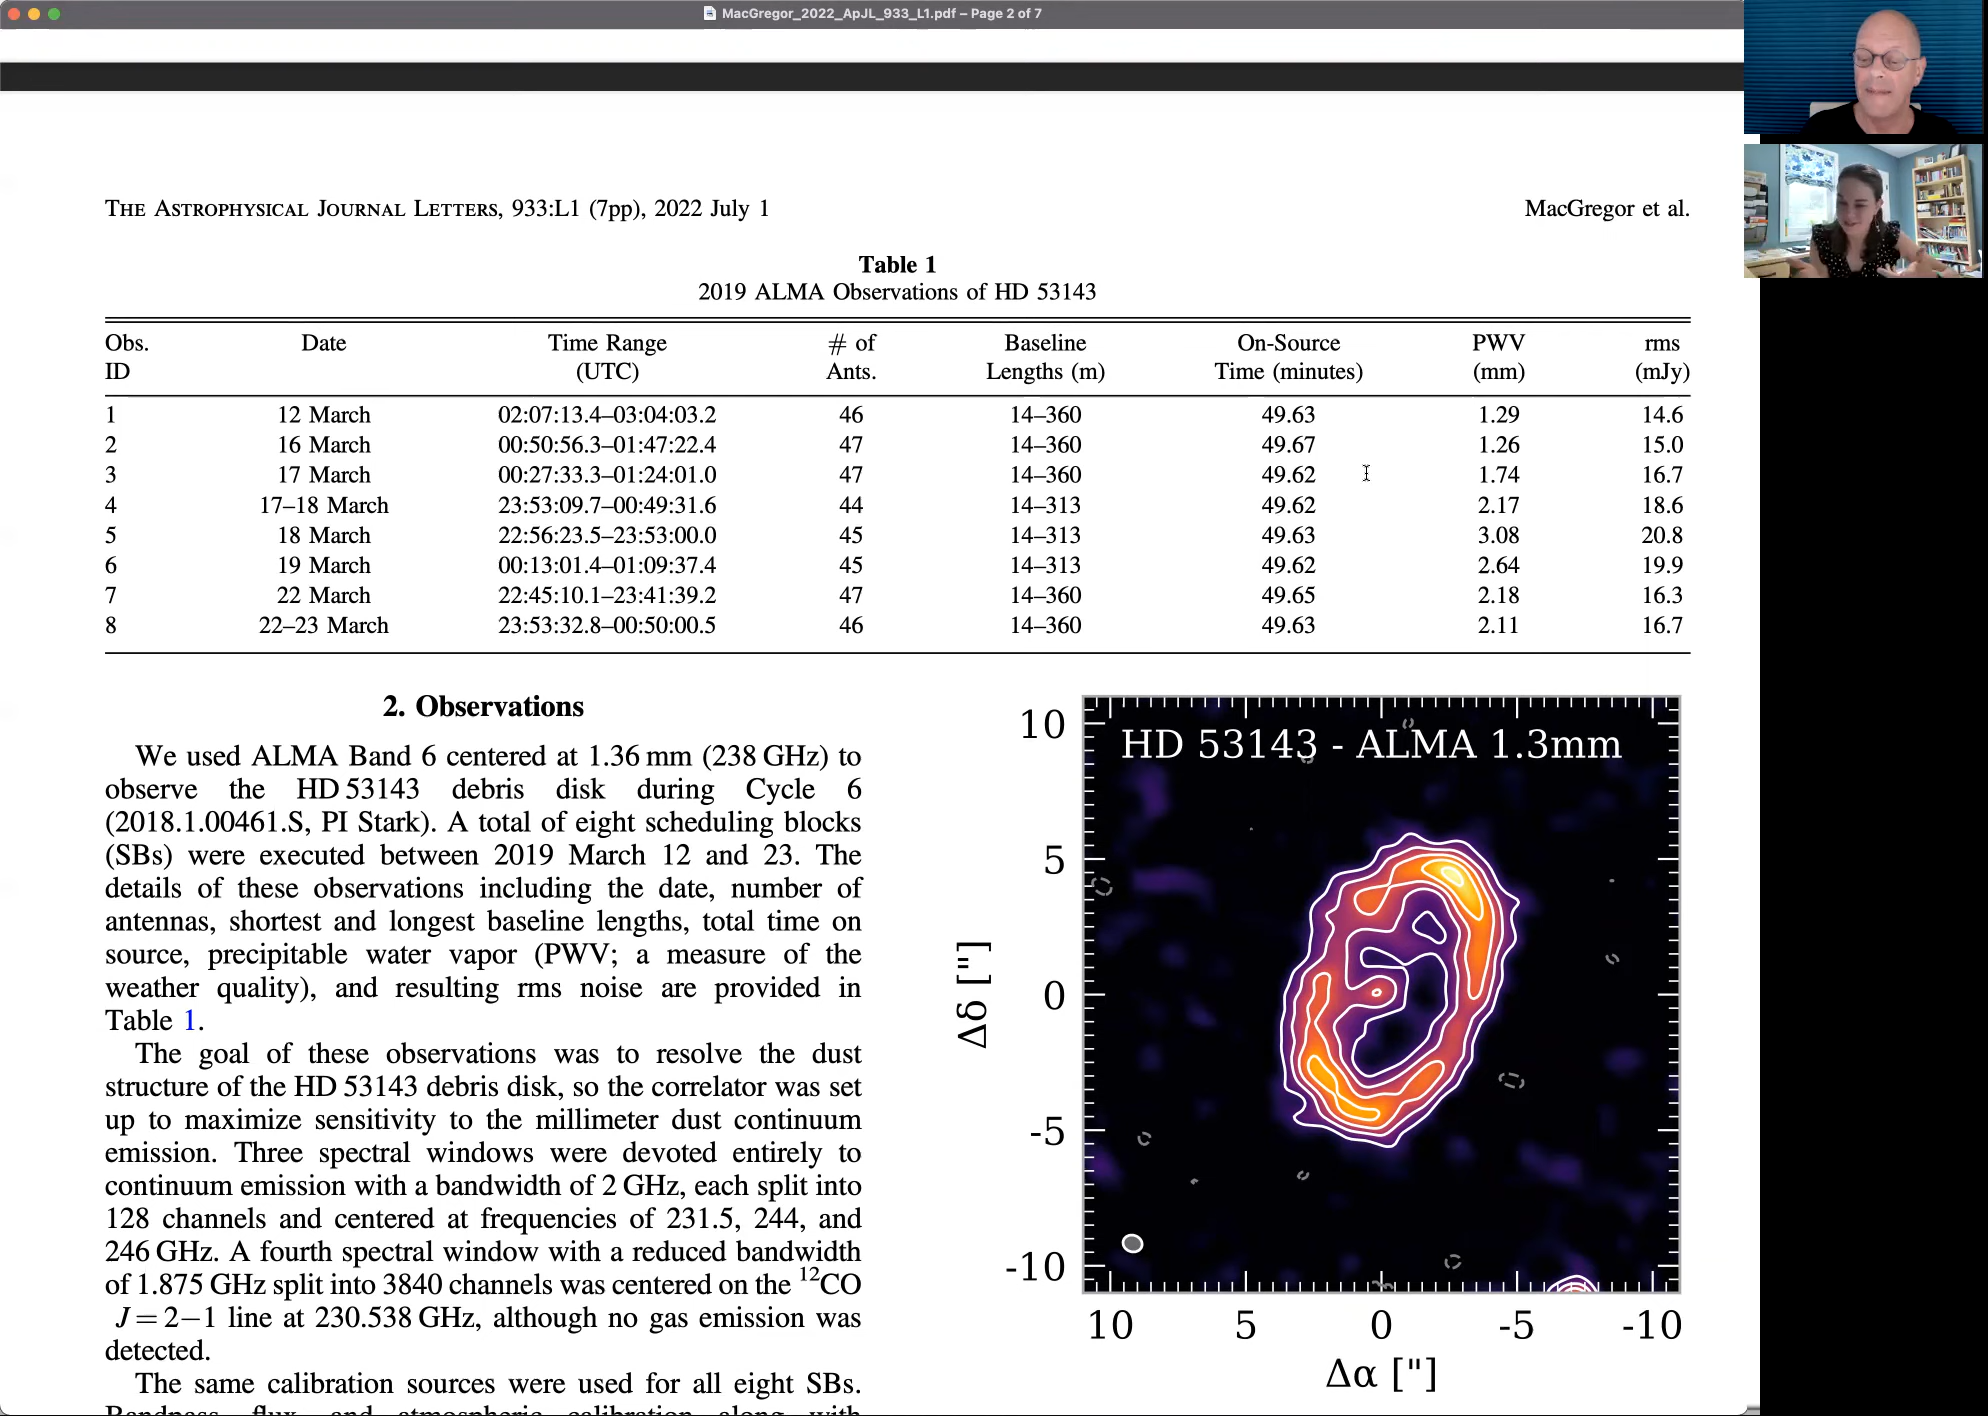 MacGregor_2022_ApJL_933_L1.pdf – Page 2 of 7
THE ASTROPHYSICAL JOURNAL LETTERS, 933:L1 (7pp), 2022 July 1
MacGregor et al.
Table 1
2019 ALMA Observations of HD 53143
Obs. ID Date Time Range (UTC) # of Ants. Baseline Lengths (m) On-Source Time (minutes) PWV (mm) rms (mJy)
1 12 March 02:07:13.4–03:04:03.2 46 14–360 49.63 1.29 14.6
2 16 March 00:50:56.3–01:47:22.4 47 14–360 49.67 1.26 15.0
3 17 March 00:27:33.3–01:24:01.0 47 14–360 49.62 1.74 16.7
4 17–18 March 23:53:09.7–00:49:31.6 44 14–313 49.62 2.17 18.6
5 18 March 22:56:23.5–23:53:00.0 45 14–313 49.63 3.08 20.8
6 19 March 00:13:01.4–01:09:37.4 45 14–313 49.62 2.64 19.9
7 22 March 22:45:10.1–23:41:39.2 47 14–360 49.65 2.18 16.3
8 22–23 March 23:53:32.8–00:50:00.5 46 14–360 49.63 2.11 16.7
2. Observations
We used ALMA Band 6 centered at 1.36 mm (238 GHz) to
observe the HD 53143 debris disk during Cycle 6
(2018.1.00461.S, PI Stark). A total of eight scheduling blocks
(SBs) were executed between 2019 March 12 and 23. The
details of these observations including the date, number of
antennas, shortest and longest baseline lengths, total time on
source, precipitable water vapor (PWV; a measure of the
weather quality), and resulting rms noise are provided in
Table 1.
The goal of these observations was to resolve the dust
structure of the HD 53143 debris disk, so the correlator was set
up to maximize sensitivity to the millimeter dust continuum
emission. Three spectral windows were devoted entirely to
continuum emission with a bandwidth of 2 GHz, each split into
128 channels and centered at frequencies of 231.5, 244, and
246 GHz. A fourth spectral window with a reduced bandwidth
of 1.875 GHz split into 3840 channels was centered on the ¹²CO
J = 2−1 line at 230.538 GHz, although no gas emission was
detected.
The same calibration sources were used for all eight SBs.
Bandpass, flux, and atmospheric calibration along with
HD 53143 - ALMA 1.3mm
10
5
0
-5
-10
Δδ ["]
10 5 0 -5 -10
Δα ["]